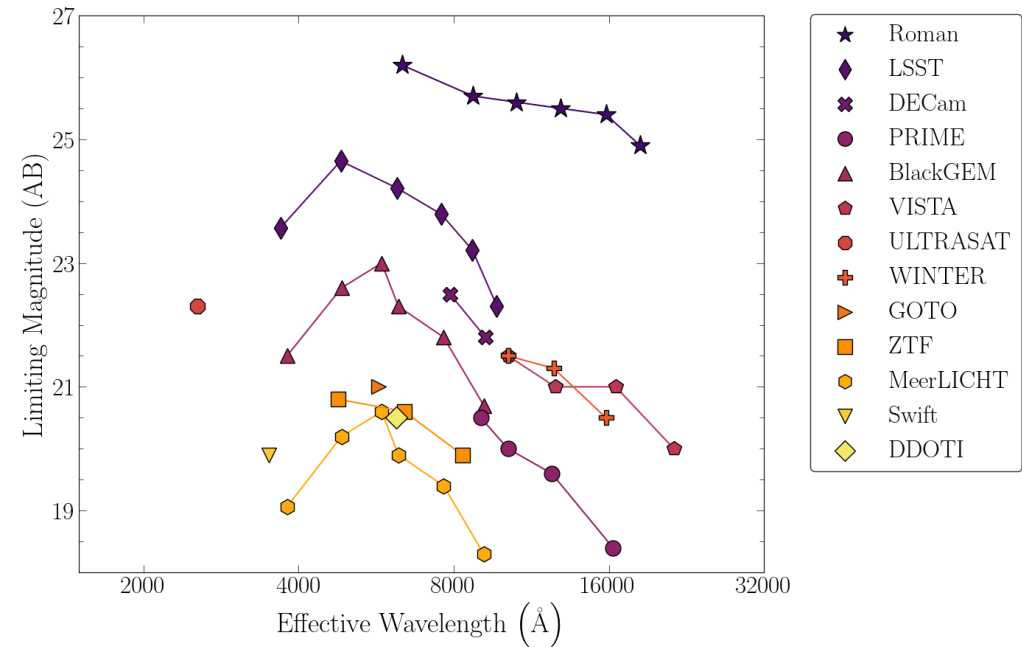 27
25
23
21
19
Limiting Magnitude (AB)
2000
4000
8000
16000
32000
Effective Wavelength (Å)
Roman
LSST
DECam
PRIME
BlackGEM
VISTA
ULTRASAT
WINTER
GOTO
ZTF
MeerLICHT
Swift
DDOTI